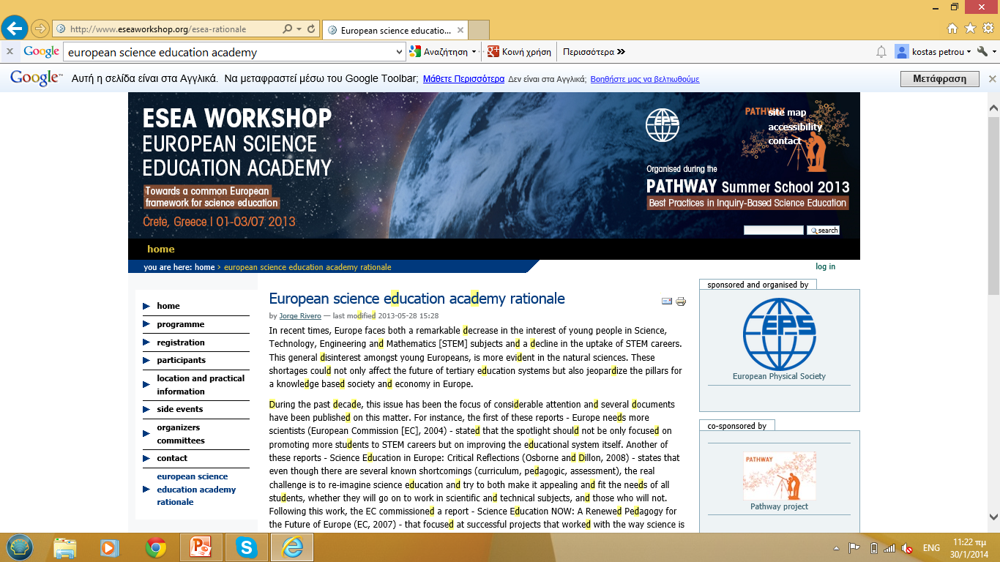 http://www.eseaworkshop.org/esea-rationale
European science educatio...
x Google european science education academy Αναζήτηση Κοινή χρήση Περισσότερα » kostas petrou
Google™ Αυτή η σελίδα είναι στα Αγγλικά. Να μεταφραστεί μέσω του Google Toolbar; Μάθετε Περισσότερα Δεν είναι στα Αγγλικά; Βοηθήστε μας να βελτιωθούμε Μετάφραση
ESEA WORKSHOP
EUROPEAN SCIENCE
EDUCATION ACADEMY
Towards a common European
framework for science education
Crete, Greece | 01-03/07 2013
EPS
PATHWAY
site map
accessibility
contact
Organised during the
PATHWAY Summer School 2013
Best Practices in Inquiry-Based Science Education
search
home
you are here: home > european science education academy rationale
log in
home
programme
registration
participants
location and practical
information
side events
organizers
committees
contact
european science
education academy
rationale
European science education academy rationale
by Jorge Rivero — last modified 2013-05-28 15:28
In recent times, Europe faces both a remarkable decrease in the interest of young people in Science,
Technology, Engineering and Mathematics [STEM] subjects and a decline in the uptake of STEM careers.
This general disinterest amongst young Europeans, is more evident in the natural sciences. These
shortages could not only affect the future of tertiary education systems but also jeopardize the pillars for
a knowledge based society and economy in Europe.
During the past decade, this issue has been the focus of considerable attention and several documents
have been published on this matter. For instance, the first of these reports - Europe needs more
scientists (European Commission [EC], 2004) - stated that the spotlight should not be only focused on
promoting more students to STEM careers but on improving the educational system itself. Another of
these reports - Science Education in Europe: Critical Reflections (Osborne and Dillon, 2008) - states that
even though there are several known shortcomings (curriculum, pedagogic, assessment), the real
challenge is to re-imagine science education and try to both make it appealing and fit the needs of all
students, whether they will go on to work in scientific and technical subjects, and those who will not.
Following this work, the EC commissioned a report - Science Education NOW: A Renewed Pedagogy for
the Future of Europe (EC, 2007) - that focused at successful projects that worked with the way science is
sponsored and organised by
EPS
European Physical Society
co-sponsored by
PATHWAY
Pathway project
ENG
11:22 πμ
30/1/2014